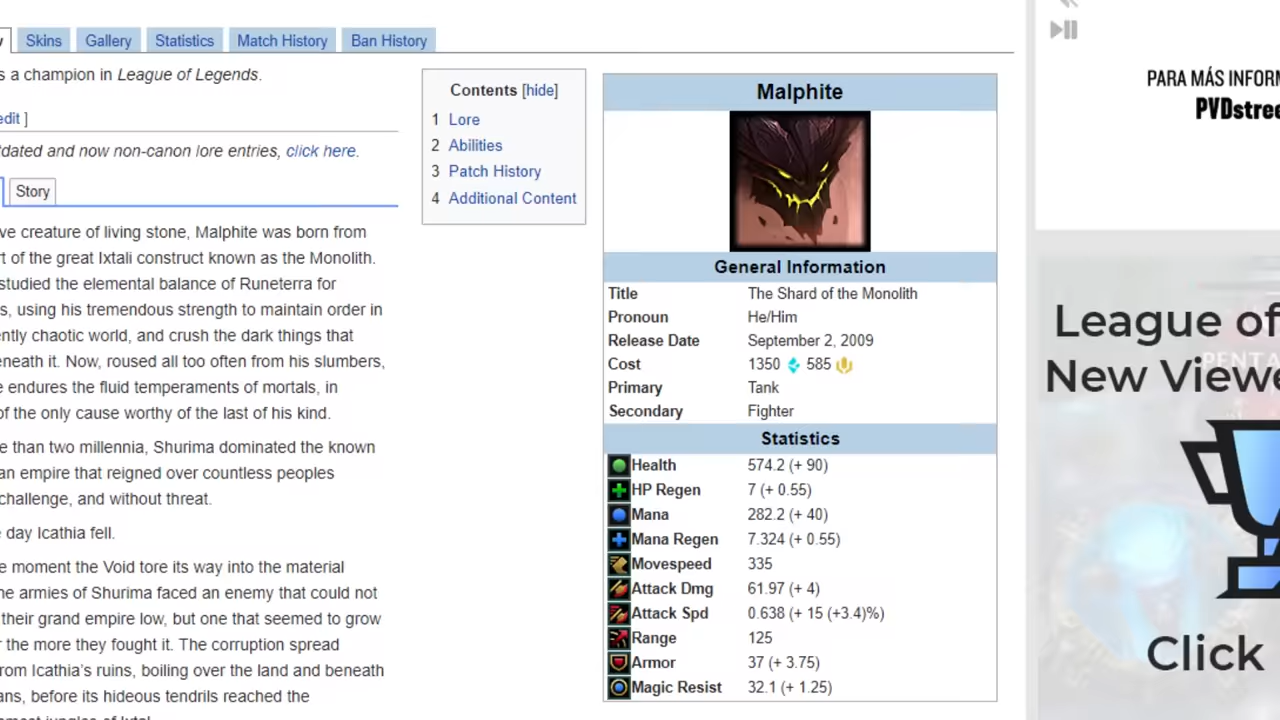 Skins Gallery Statistics Match History Ban History
s a champion in League of Legends.
edit ]
dated and now non-canon lore entries, click here.
Story
ve creature of living stone, Malphite was born from
t of the great Ixtali construct known as the Monolith.
studied the elemental balance of Runeterra for
s, using his tremendous strength to maintain order in
ently chaotic world, and crush the dark things that
eneath it. Now, roused all too often from his slumbers,
e endures the fluid temperaments of mortals, in
of the only cause worthy of the last of his kind.
e than two millennia, Shurima dominated the known
an empire that reigned over countless peoples
challenge, and without threat.
e day Icathia fell.
e moment the Void tore its way into the material
he armies of Shurima faced an enemy that could not
their grand empire low, but one that seemed to grow
r the more they fought it. The corruption spread
rom Icathia's ruins, boiling over the land and beneath
ans, before its hideous tendrils reached the
Contents [hide]
1 Lore
2 Abilities
3 Patch History
4 Additional Content
Malphite
General Information
Title The Shard of the Monolith
Pronoun He/Him
Release Date September 2, 2009
Cost 1350 585
Primary Tank
Secondary Fighter
Statistics
Health 574.2 (+ 90)
HP Regen 7 (+ 0.55)
Mana 282.2 (+ 40)
Mana Regen 7.324 (+ 0.55)
Movespeed 335
Attack Dmg 61.97 (+ 4)
Attack Spd 0.638 (+ 15 (+3.4)%)
Range 125
Armor 37 (+ 3.75)
Magic Resist 32.1 (+ 1.25)
PARA MÁS INFORM
PVDstree
League of
New Viewe
PENTA
Click